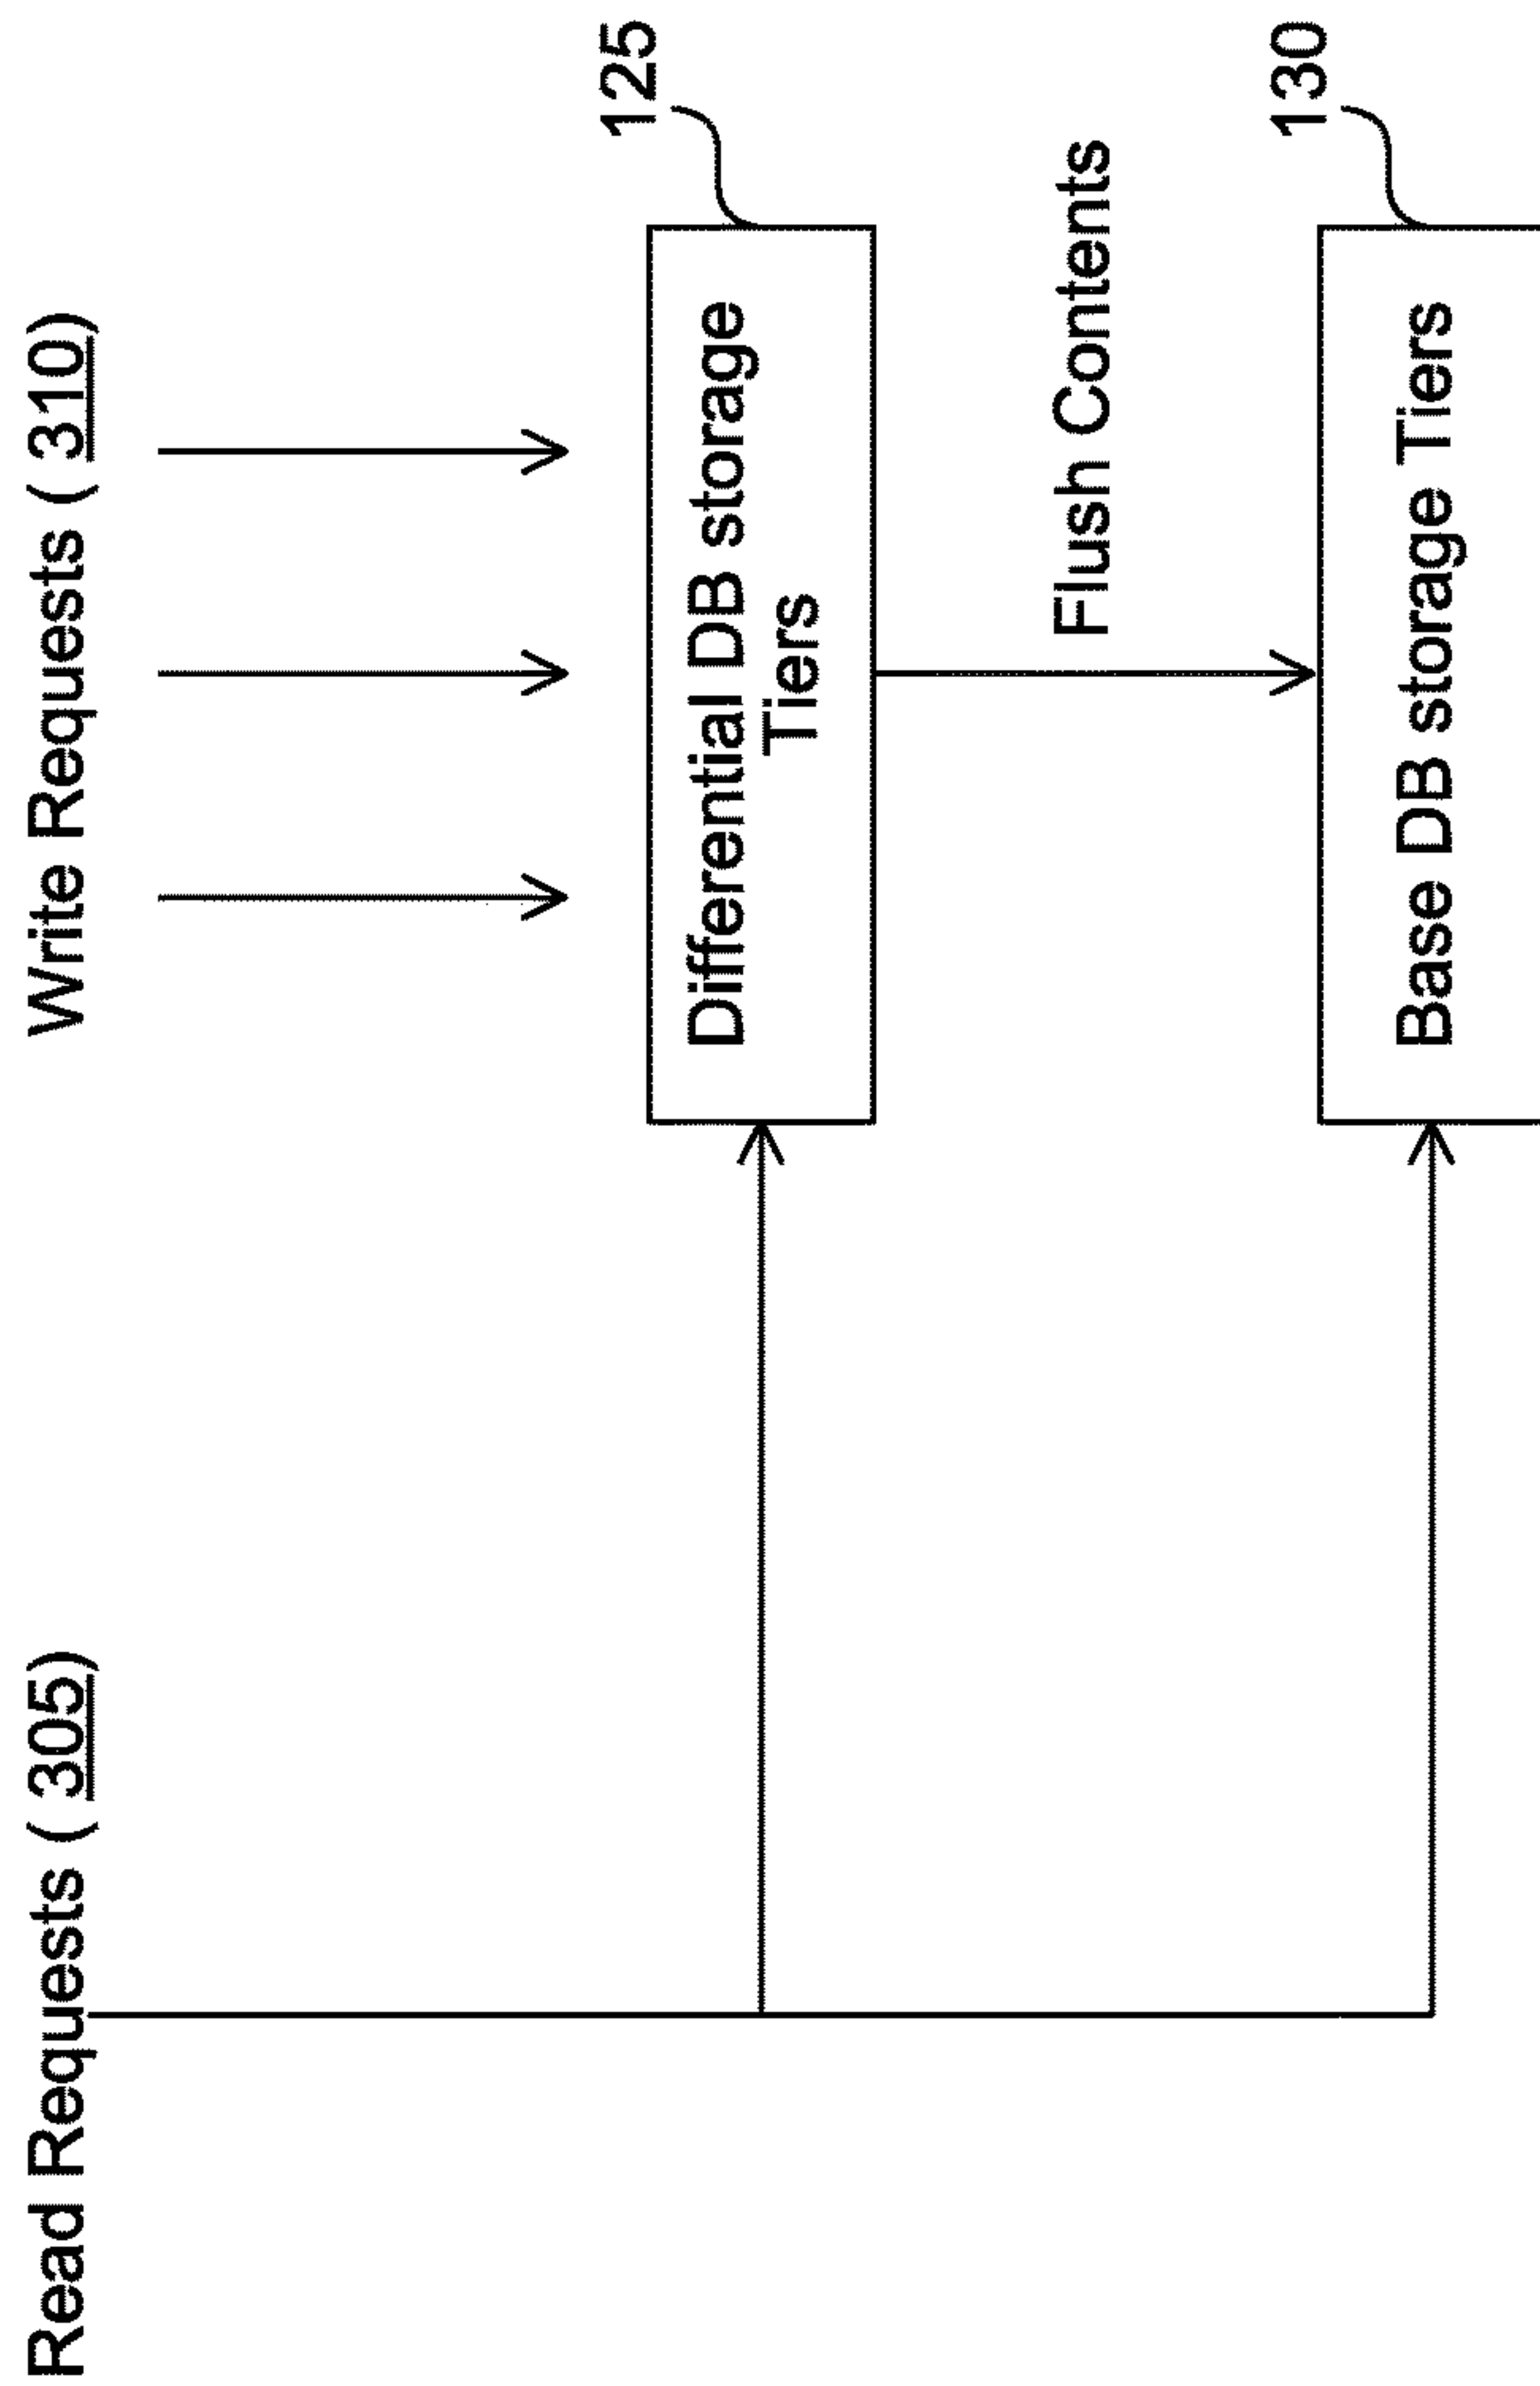 Read Requests ( 305)
Write Requests ( 310)
125
Differential DB storage
Tiers
Flush Contents
130
Base DB storage Tiers